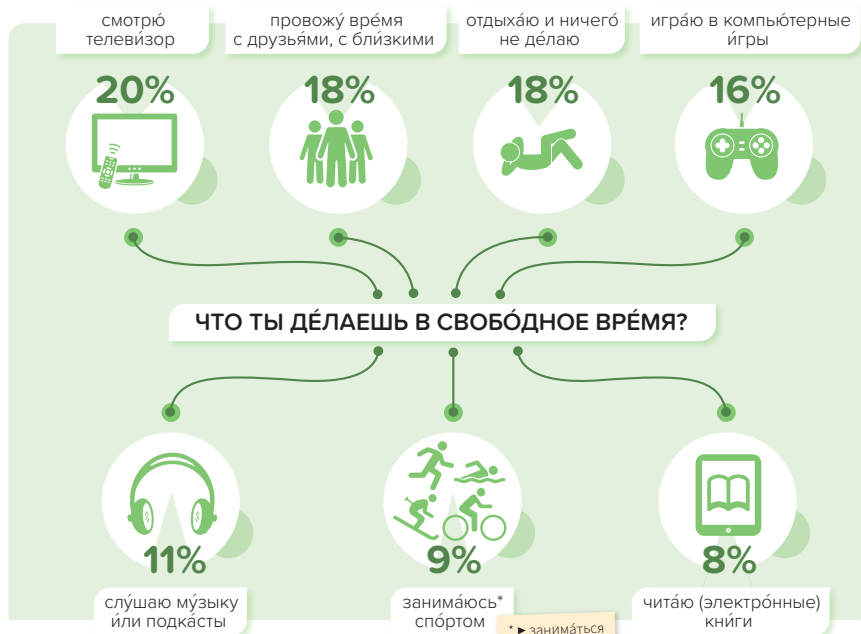 смотрю́
телеви́зор
20%
провожу́ вре́мя
с друзья́ми, с бли́зкими
18%
отдыха́ю и ничего́
не де́лаю
18%
игра́ю в компью́терные
и́гры
16%
ЧТО ТЫ ДЕ́ЛАЕШЬ В СВОБО́ДНОЕ ВРЕ́МЯ?
11%
слу́шаю му́зыку
и́ли подка́сты
9%
занима́юсь*
спо́ртом
* ► занима́ться
8%
чита́ю (электро́нные)
кни́ги